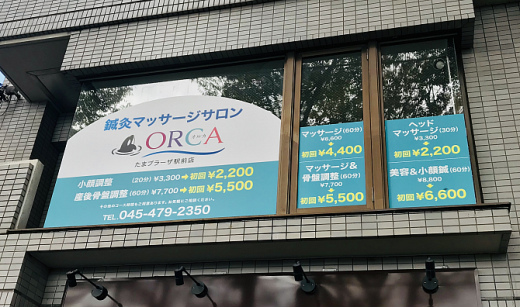 鍼灸マッサージサロン
ORCA
オルカ
たまプラーザ駅前店
小顔調整 (20分) ¥3,300➡初回¥2,200
産後骨盤調整(60分) ¥7,700➡初回¥5,500
TEL 045-479-2350
マッサージ(60分)
¥6,600
初回¥4,400
マッサージ&
骨盤調整(60分)
¥7,700
初回¥5,500
ヘッド
マッサージ(30分)
¥3,300
初回¥2,200
美容&小顔鍼(60分)
¥8,800
初回¥6,600